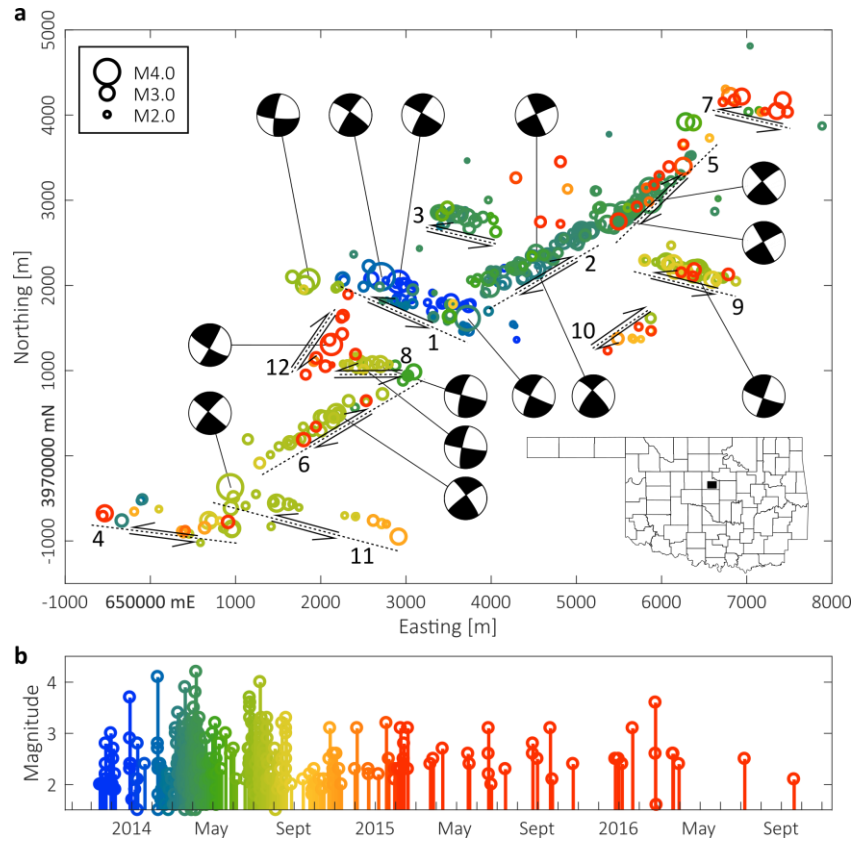 a
5000
4000
3000
2000
1000
3970000 mN
-1000
Northing [m]
M4.0
M3.0
M2.0
7
5
3
2
9
1
10
12
8
6
4
11
-1000 650000 mE 1000 2000 3000 4000 5000 6000 7000 8000
Easting [m]
b
Magnitude
4
3
2
2014 May Sept 2015 May Sept 2016 May Sept